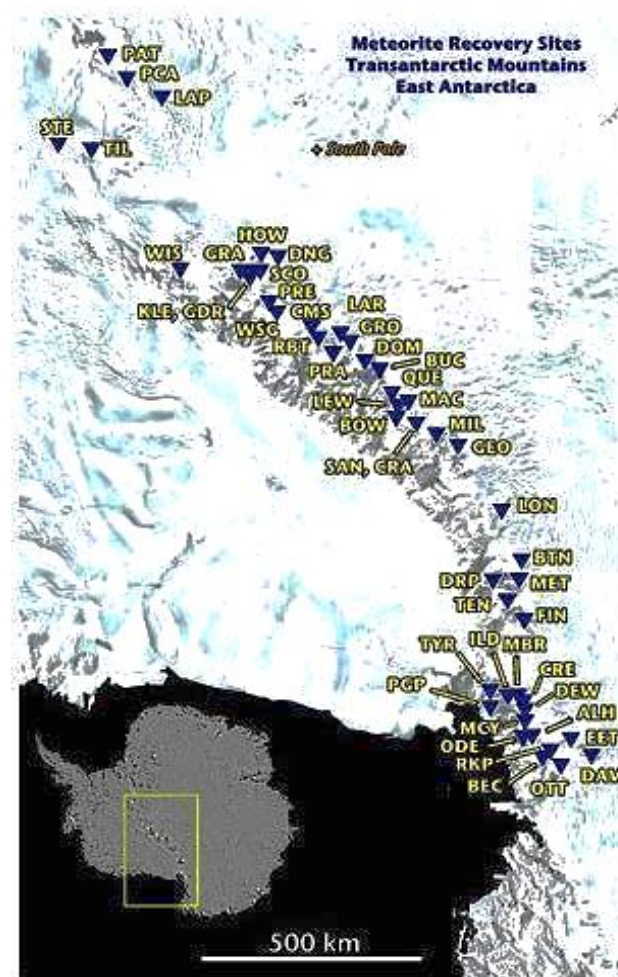 Meteorite Recovery Sites
Transantarctic Mountains
East Antarctica
PAT
PCA
LAP
STE
TIL
+ South Pole
HOW
WIS
GRA
DNG
SCO
KLE, GDR
PRE
LAR
WSG
CMS
GRO
RBT
DOM
PRA
BUC
QUE
LEW
MAC
BOW
MIL
SAN, CRA
GEO
LON
BTN
DRP
MET
TEN
FIN
ILD
TYR
MBR
CRE
PGP
DEW
MCY
ALH
ODE
EET
RKP
BEC
OTT
DAV
500 km